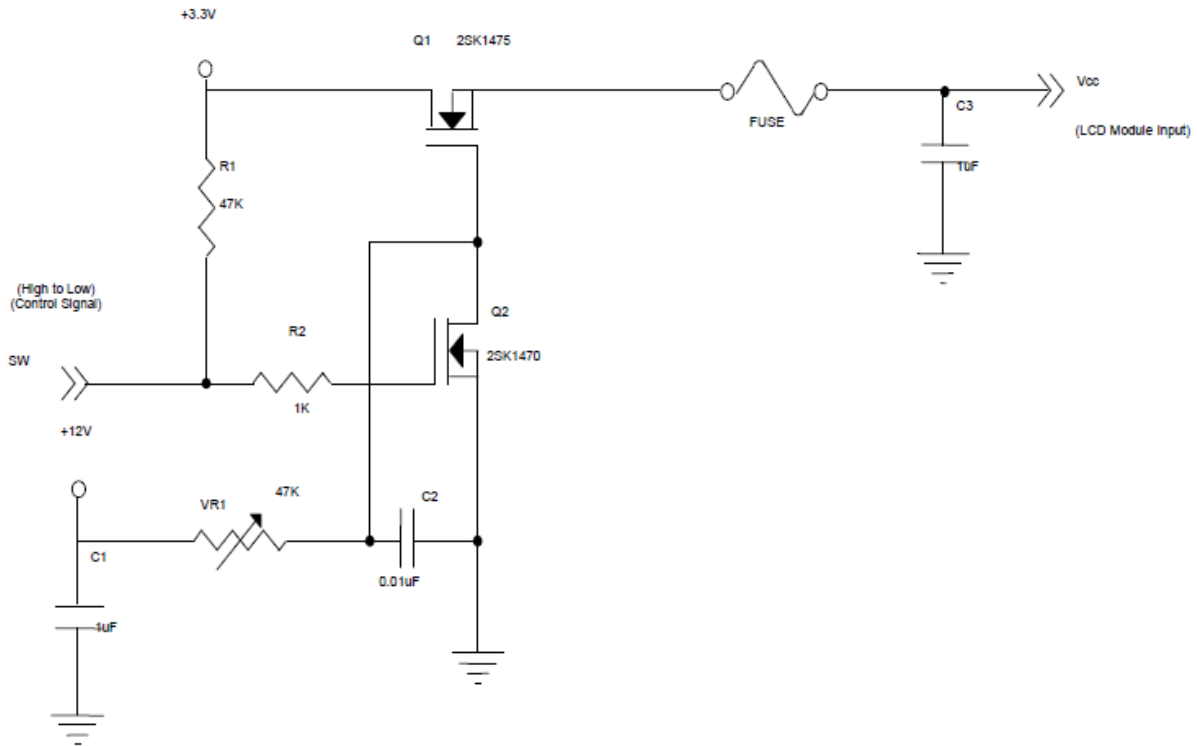 +3.3V
Q1 2SK1475
Vcc
C3
FUSE
(LCD Module Input)
R1
1uF
47K
(High to Low)
(Control Signal)
Q2
R2
2SK1470
SW
1K
+12V
47K
C2
VR1
C1
0.01uF
1uF